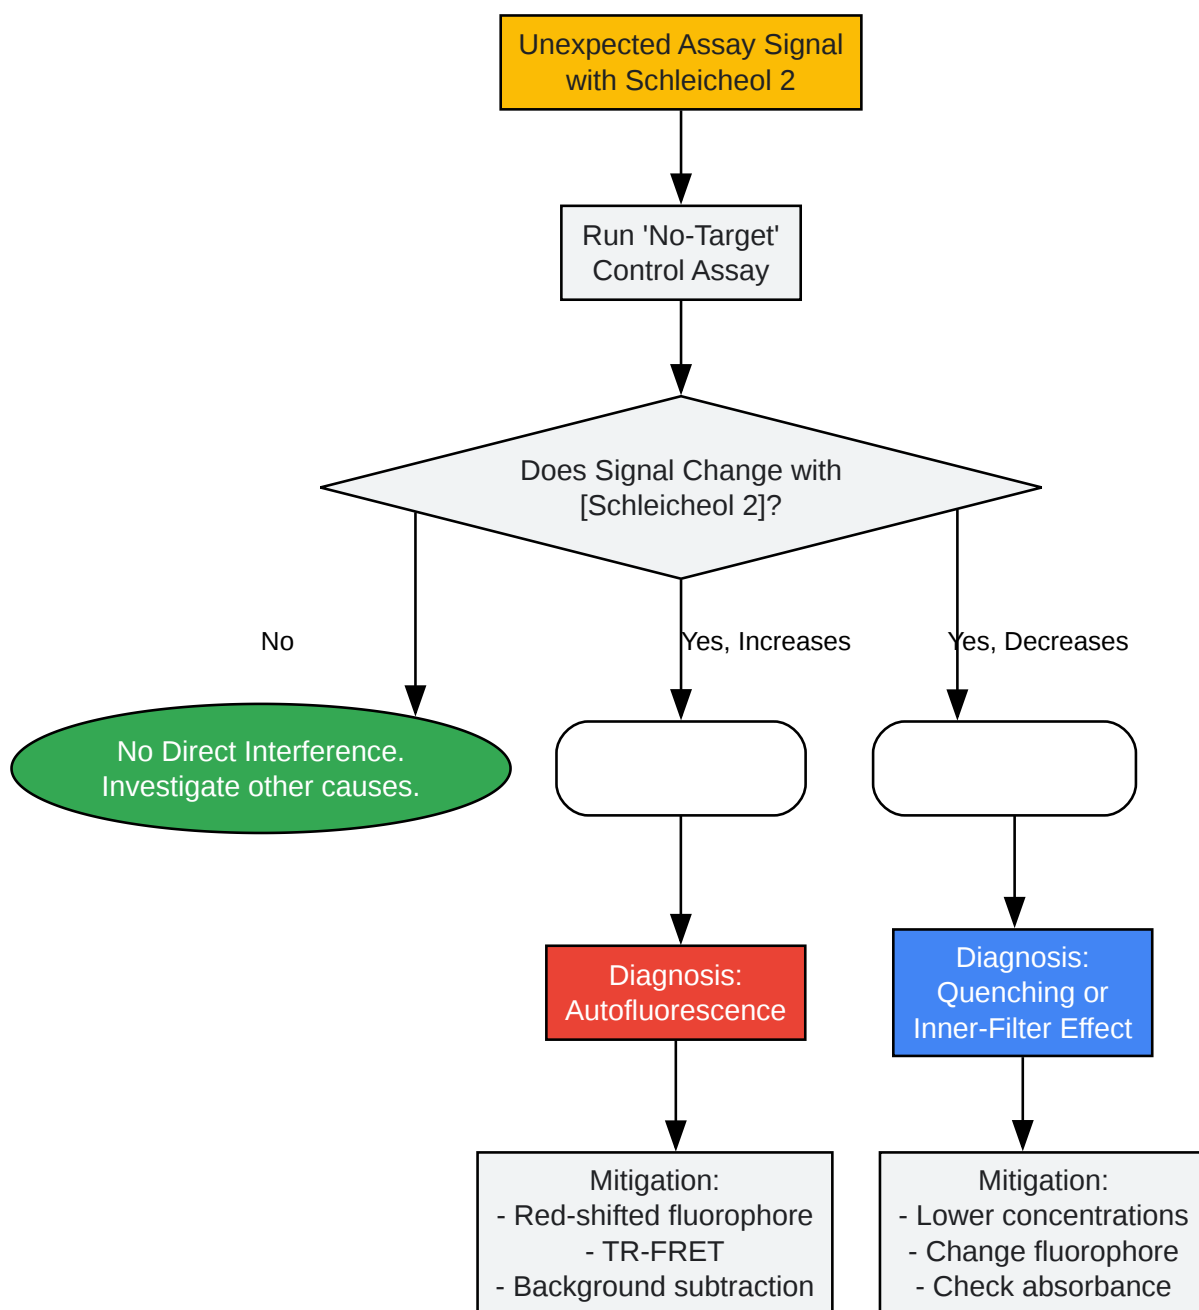 Unexpected Assay Signal
with Schleicheol 2
Run 'No-Target'
Control Assay
Does Signal Change with
[Schleicheol 2]?
No
Yes, Increases
Yes, Decreases
No Direct Interference.
Investigate other causes.
Diagnosis:
Autofluorescence
Diagnosis:
Quenching or
Inner-Filter Effect
Mitigation:
- Red-shifted fluorophore
- TR-FRET
- Background subtraction
Mitigation:
- Lower concentrations
- Change fluorophore
- Check absorbance